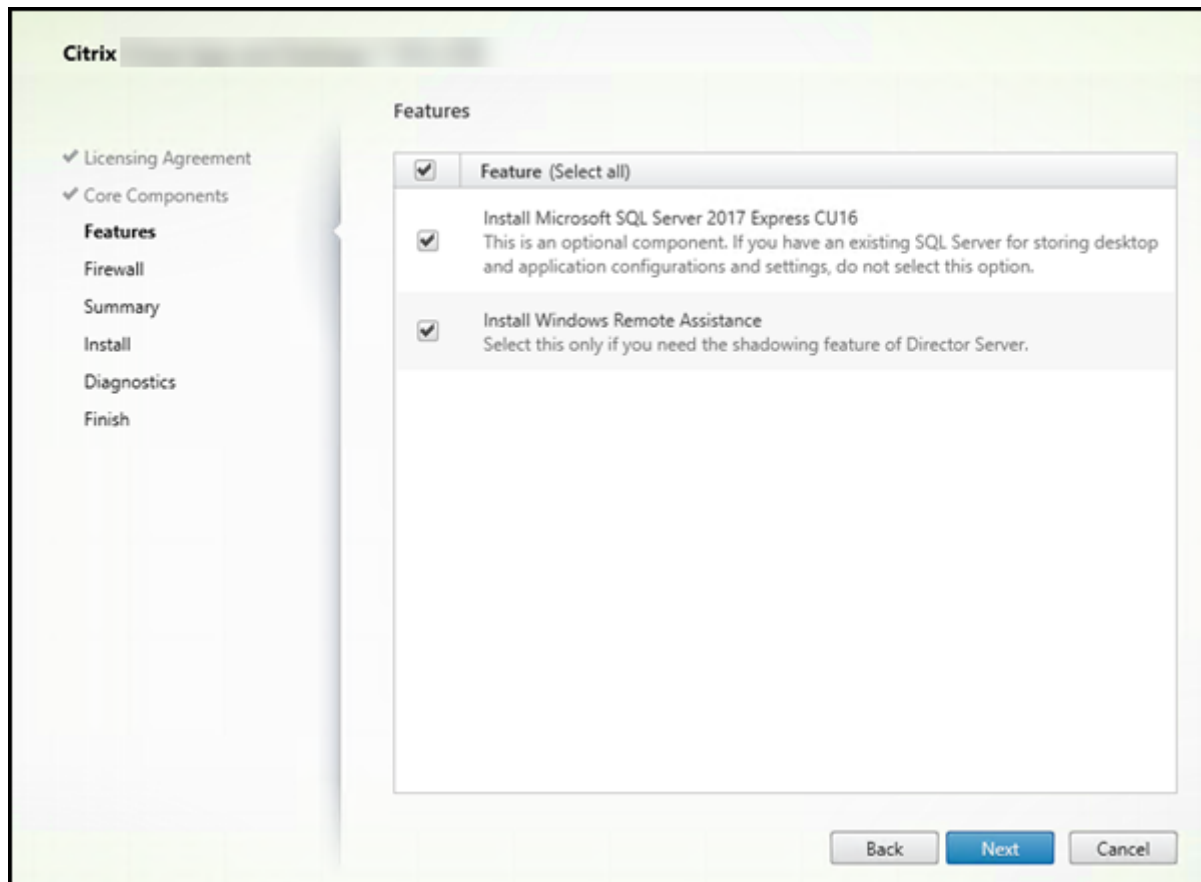 Citrix
Features
Licensing Agreement
Core Components
Features
Firewall
Summary
Install
Diagnostics
Finish
Feature (Select all)
Install Microsoft SQL Server 2017 Express CU16
This is an optional component. If you have an existing SQL Server for storing desktop
and application configurations and settings, do not select this option.
Install Windows Remote Assistance
Select this only if you need the shadowing feature of Director Server.
Back
Next
Cancel